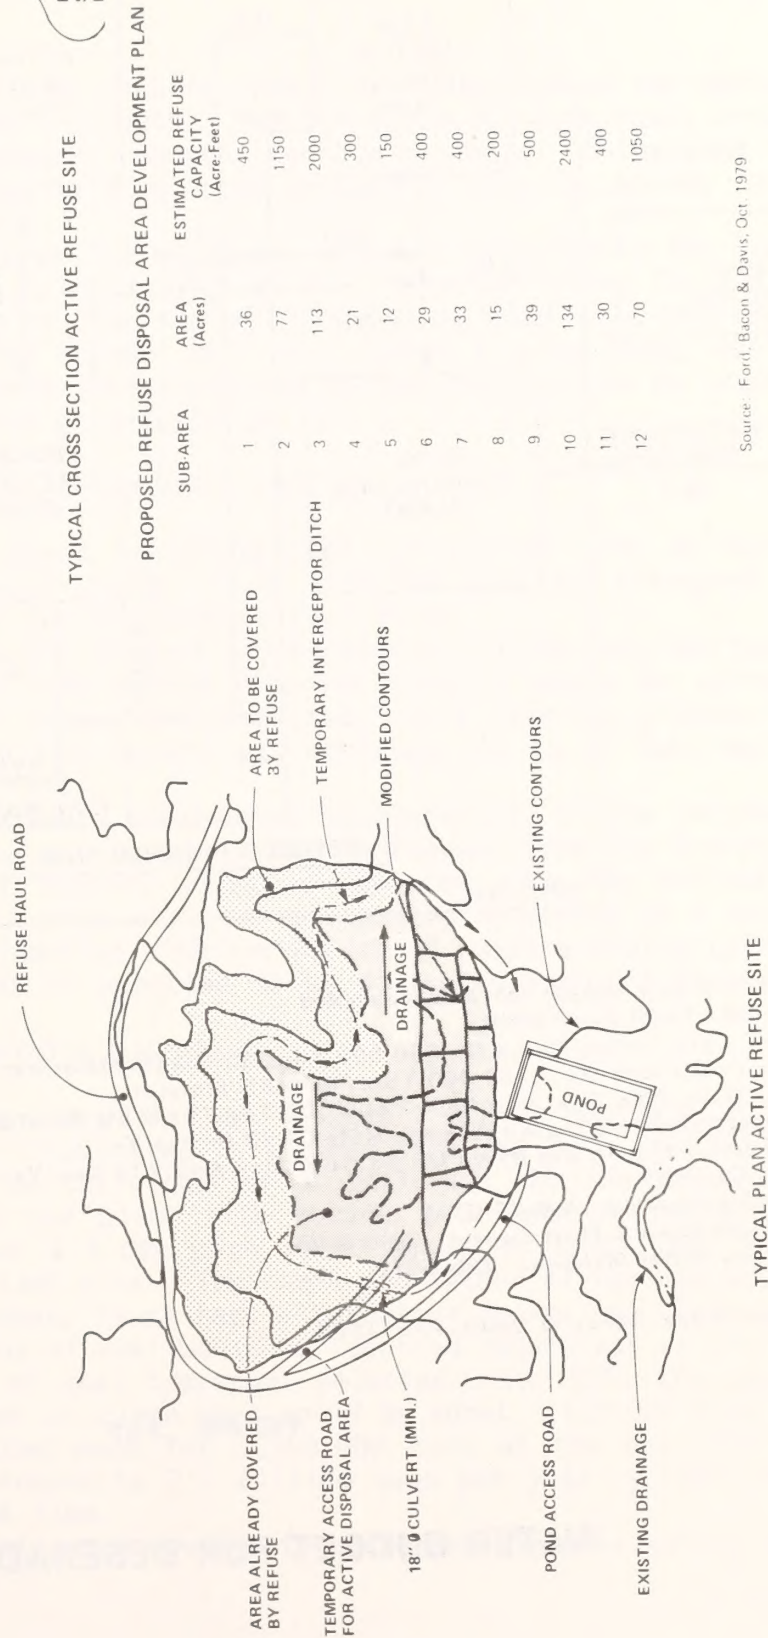 REFUSE HAUL ROAD
AREA TO BE COVERED
3Y REFUSE
TEMPORARY INTERCEPTOR DITCH
MODIFIED CONTOURS
EXISTING CONTOURS
DRAINAGE
DRAINAGE
POND
AREA ALREADY COVERED
BY REFUSE
TEMPORARY ACCESS ROAD
FOR ACTIVE DISPOSAL AREA
18" Ø CULVERT (MIN.)
POND ACCESS ROAD
EXISTING DRAINAGE
TYPICAL PLAN ACTIVE REFUSE SITE
TYPICAL CROSS SECTION ACTIVE REFUSE SITE
PROPOSED REFUSE DISPOSAL AREA DEVELOPMENT PLAN
SUB-AREA AREA (Acres) ESTIMATED REFUSE CAPACITY (Acre-Feet)
1 36 450
2 77 1150
3 113 2000
4 21 300
5 12 150
6 29 400
7 33 400
8 15 200
9 39 500
10 134 2400
11 30 400
12 70 1050
Source: Ford, Bacon & Davis, Oct. 1979